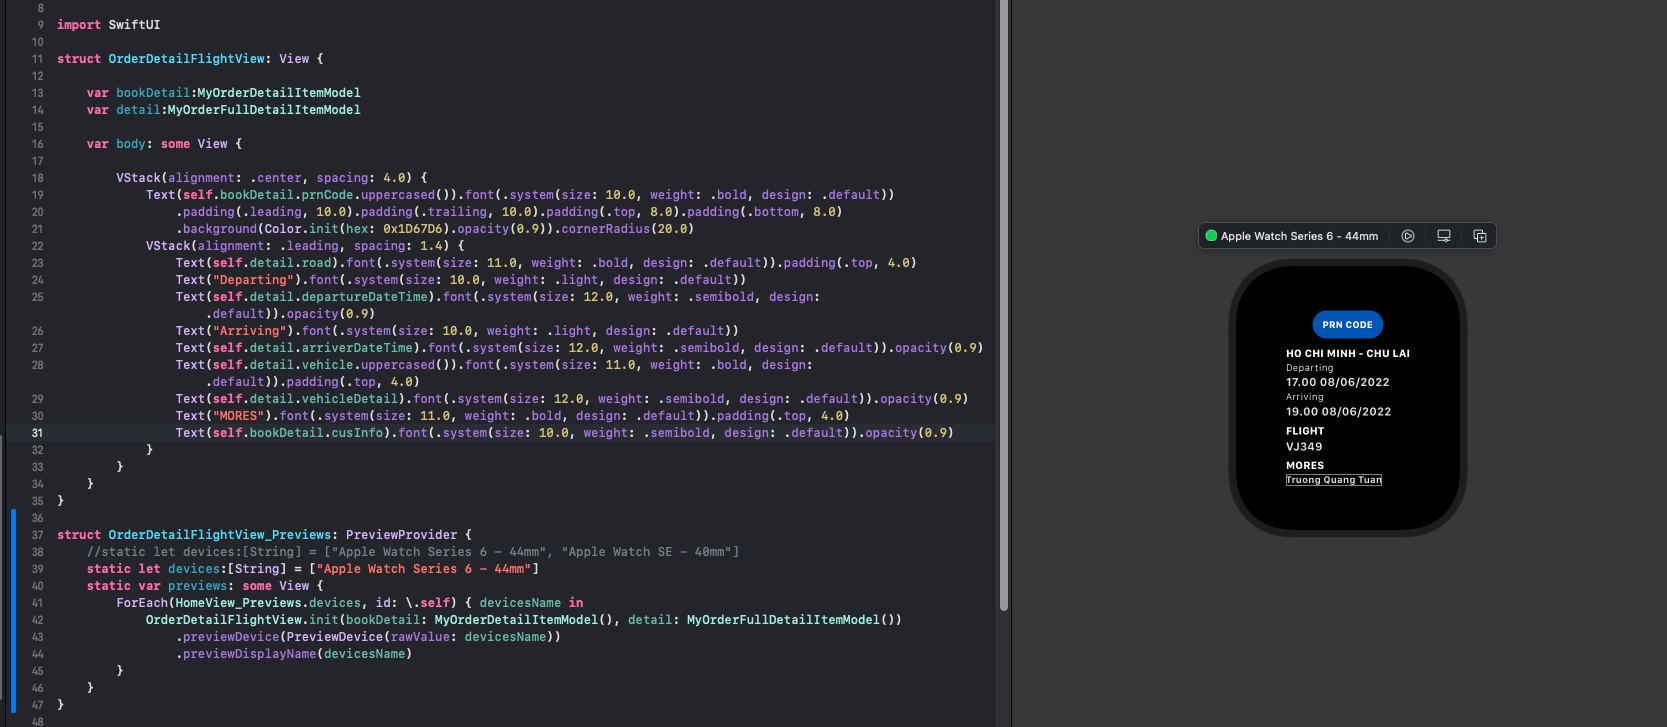 8
9 import SwiftUI
10
11 struct OrderDetailFlightView: View {
12
13 var bookDetail:MyOrderDetailItemModel
14 var detail:MyOrderFullDetailItemModel
15
16 var body: some View {
17
18 VStack(alignment: .center, spacing: 4.0) {
19 Text(self.bookDetail.prnCode.uppercased()).font(.system(size: 10.0, weight: .bold, design: .default))
20 .padding(.leading, 10.0).padding(.trailing, 10.0).padding(.top, 8.0).padding(.bottom, 8.0)
21 .background(Color.init(hex: 0x1D67D6).opacity(0.9)).cornerRadius(20.0)
22 VStack(alignment: .leading, spacing: 1.4) {
23 Text(self.detail.road).font(.system(size: 11.0, weight: .bold, design: .default)).padding(.top, 4.0)
24 Text("Departing").font(.system(size: 10.0, weight: .light, design: .default))
25 Text(self.detail.departureDateTime).font(.system(size: 12.0, weight: .semibold, design:
.default)).opacity(0.9)
26 Text("Arriving").font(.system(size: 10.0, weight: .light, design: .default))
27 Text(self.detail.arriverDateTime).font(.system(size: 12.0, weight: .semibold, design: .default)).opacity(0.9)
28 Text(self.detail.vehicle.uppercased()).font(.system(size: 11.0, weight: .bold, design:
.default)).padding(.top, 4.0)
29 Text(self.detail.vehicleDetail).font(.system(size: 12.0, weight: .semibold, design: .default)).opacity(0.9)
30 Text("MORES").font(.system(size: 11.0, weight: .bold, design: .default)).padding(.top, 4.0)
31 Text(self.bookDetail.cusInfo).font(.system(size: 10.0, weight: .semibold, design: .default)).opacity(0.9)
32 }
33 }
34 }
35 }
36
37 struct OrderDetailFlightView_Previews: PreviewProvider {
38 //static let devices:[String] = ["Apple Watch Series 6 - 44mm", "Apple Watch SE - 40mm"]
39 static let devices:[String] = ["Apple Watch Series 6 - 44mm"]
40 static var previews: some View {
41 ForEach(HomeView_Previews.devices, id: \.self) { devicesName in
42 OrderDetailFlightView.init(bookDetail: MyOrderDetailItemModel(), detail: MyOrderFullDetailItemModel())
43 .previewDevice(PreviewDevice(rawValue: devicesName))
44 .previewDisplayName(devicesName)
45 }
46 }
47 }
48
Apple Watch Series 6 - 44mm
PRN CODE
HO CHI MINH - CHU LAI
Departing
17.00 08/06/2022
Arriving
19.00 08/06/2022
FLIGHT
VJ349
MORES
Truong Quang Tuan